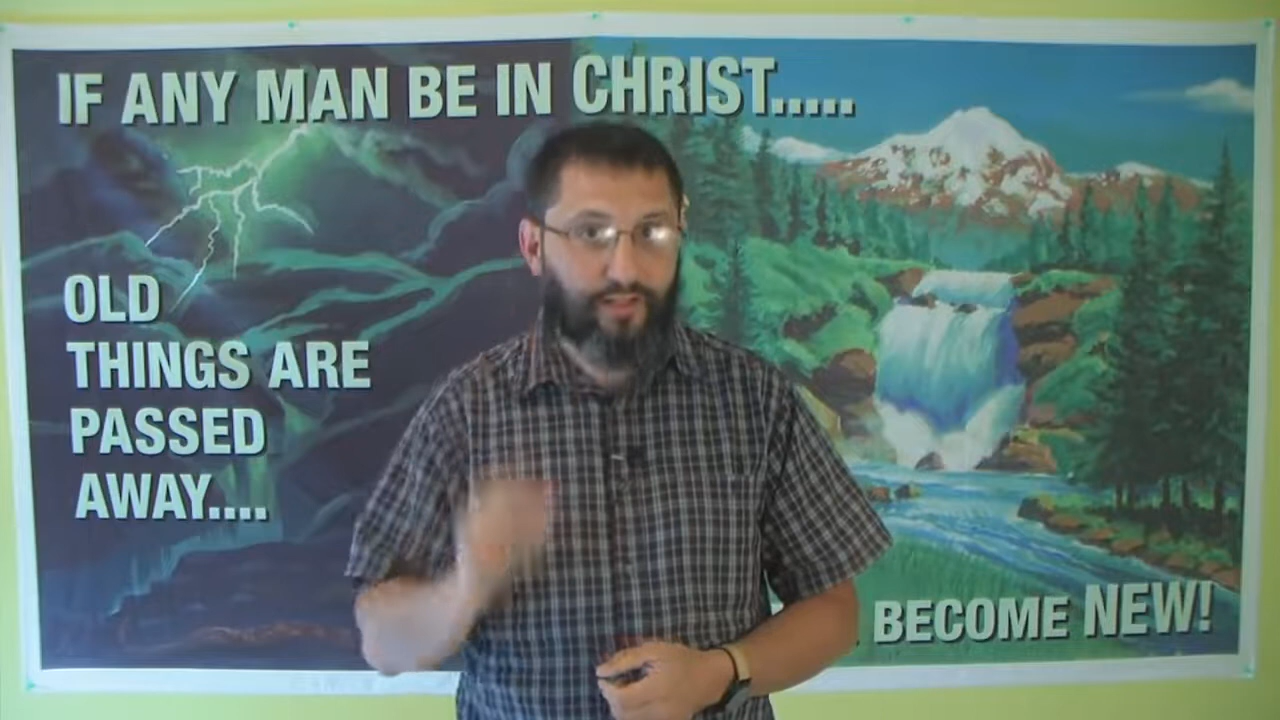 IF ANY MAN BE IN CHRIST.....
OLD
THINGS ARE
PASSED
AWAY....
BECOME NEW!